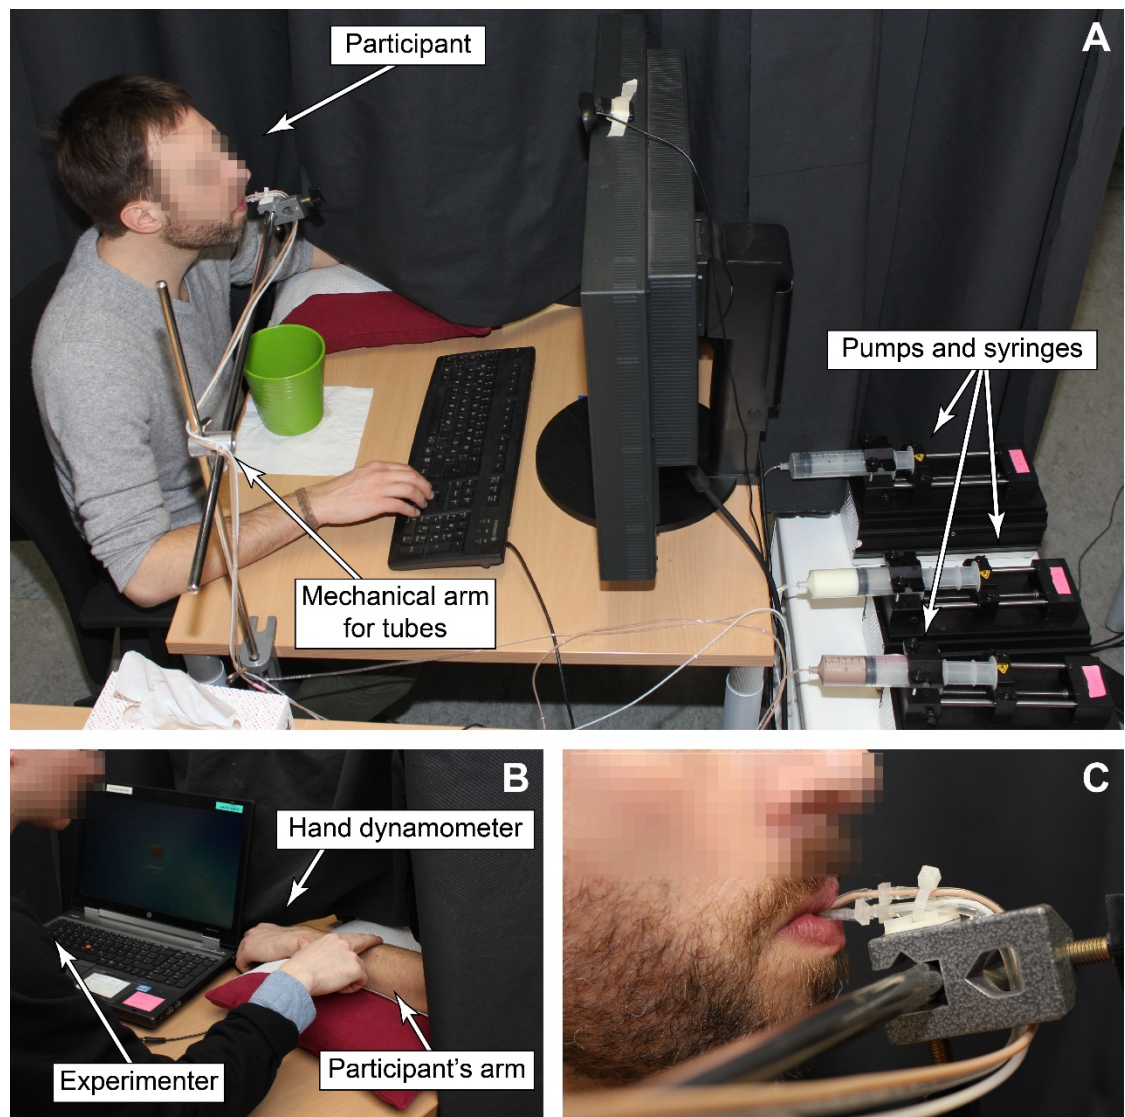 A
Participant
Pumps and syringes
Mechanical arm
for tubes
B
Hand dynamometer
Experimenter
Participant's arm
C